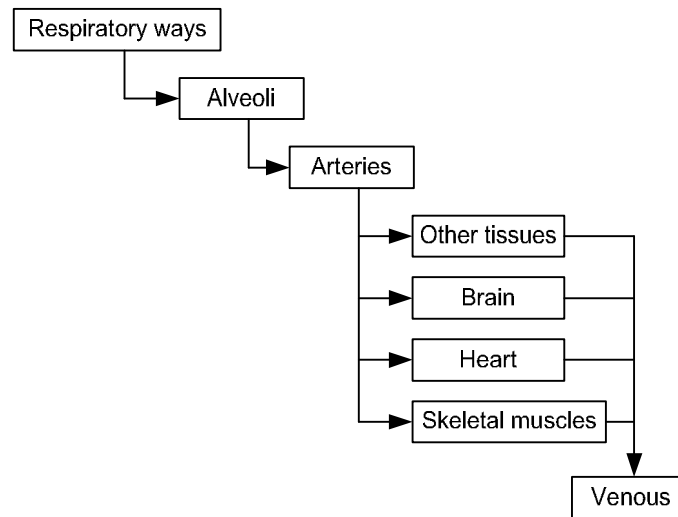 Respiratory ways
Alveoli
Arteries
Other tissues
Brain
Heart
Skeletal muscles
Venous